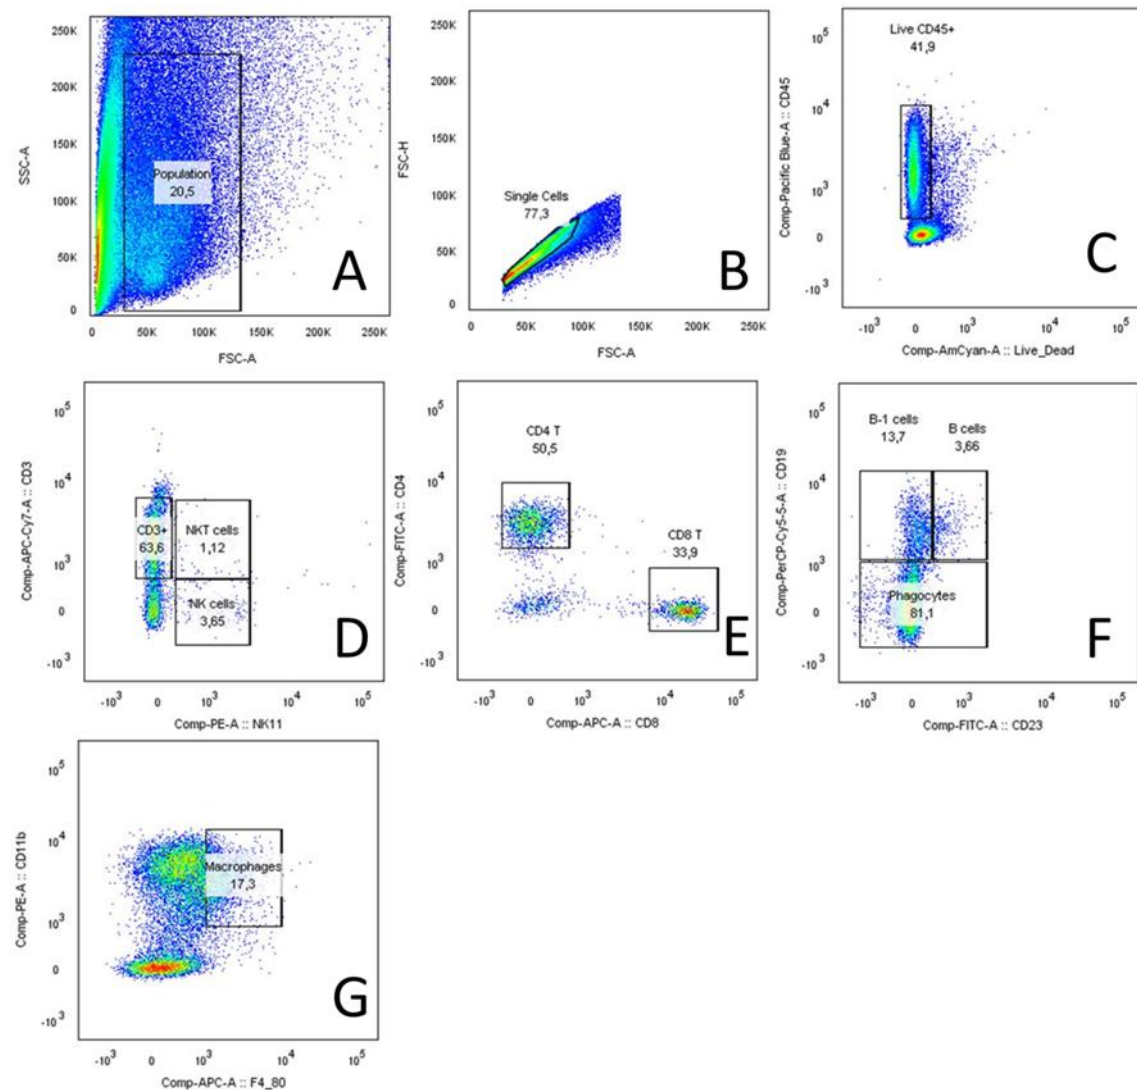 250K
200K
150K
100K
50K
0
SSC-A
Population
20,5
A
0 50K 100K 150K 200K 250K
FSC-A
250K
200K
150K
100K
50K
0
FSC-H
Single Cells
77,3
B
0 50K 100K 150K 200K 250K
FSC-A
Live CD45+
41,9
10^5
10^4
10^3
0
-10^3
Comp-Pacific Blue-A :: CD45
C
-10^3 0 10^3 10^4 10^5
Comp-AmCyan-A :: Live_Dead
10^5
10^4
10^3
0
-10^3
Comp-APC-Cy7-A :: CD3
CD3+
63,6
NKT cells
1,12
NK cells
3,65
D
-10^3 0 10^3 10^4 10^5
Comp-PE-A :: NK11
10^5
10^4
10^3
0
-10^3
Comp-FITC-A :: CD4
CD4 T
50,5
CD8 T
33,9
E
-10^3 0 10^3 10^4 10^5
Comp-APC-A :: CD8
10^5
10^4
10^3
0
-10^3
Comp-PerCP-Cy5-5-A :: CD19
B-1 cells
13,7
B cells
3,66
Phagocytes
81,1
F
-10^3 0 10^3 10^4 10^5
Comp-FITC-A :: CD23
10^5
10^4
10^3
0
-10^3
Comp-PE-A :: CD11b
Macrophages
17,3
G
-10^3 0 10^3 10^4 10^5
Comp-APC-A :: F4_80